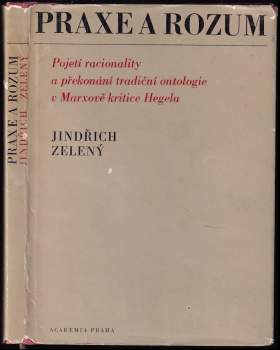 PRAXE A ROZUM
Pojetí racionality
a překonání tradiční ontologie
v Marxově kritice Hegela
JINDŘICH
ZELENÝ
ACADEMIA PRAHA
PRAXE A ROZUM
JINDŘICH ZELENÝ